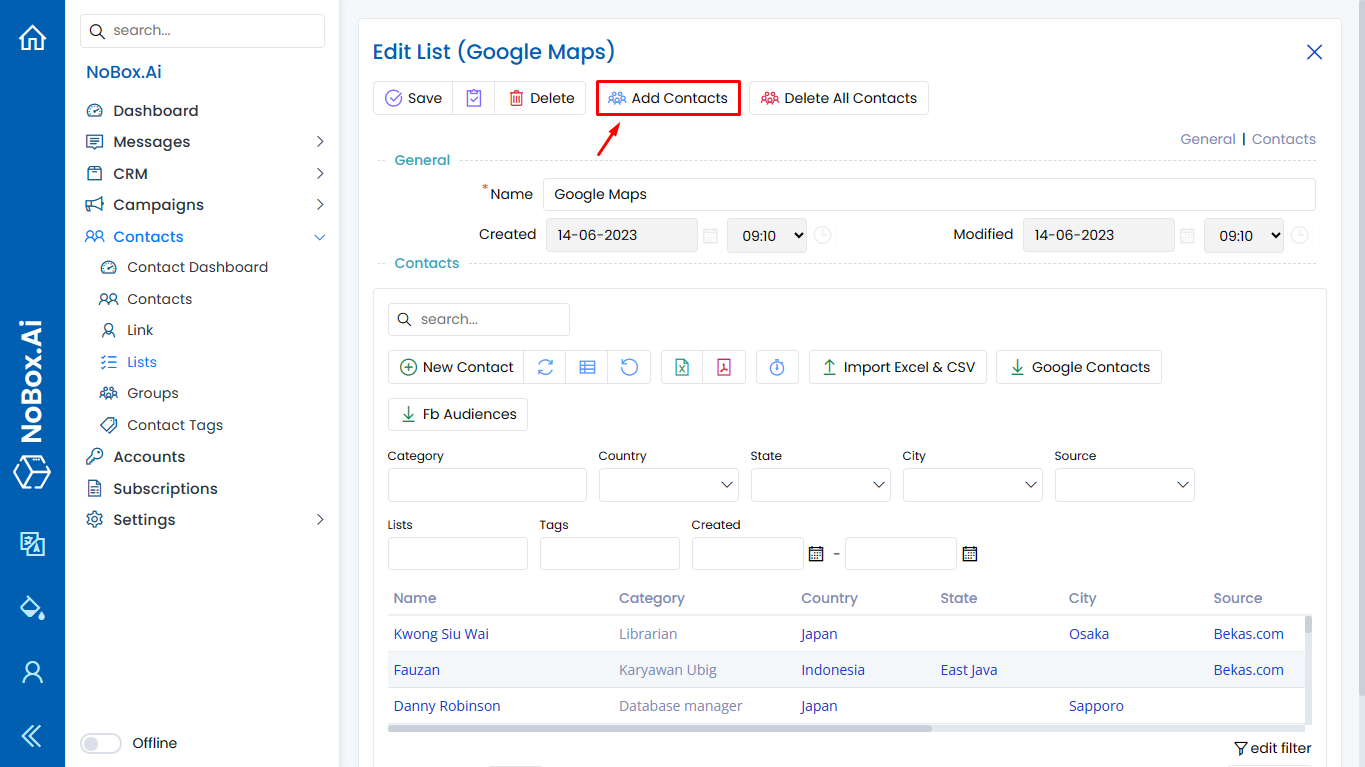 NoBox.Ai
search...
NoBox.Ai
Dashboard
Messages
CRM
Campaigns
Contacts
Contact Dashboard
Contacts
Link
Lists
Groups
Contact Tags
Accounts
Subscriptions
Settings
Offline
Edit List (Google Maps)
Save Delete Add Contacts Delete All Contacts
General | Contacts
General
*Name Google Maps
Created 14-06-2023 09:10 Modified 14-06-2023 09:10
Contacts
search...
New Contact Import Excel & CSV Google Contacts
Fb Audiences
Category Country State City Source
Lists Tags Created
-
Name Category Country State City Source
Kwong Siu Wai Librarian Japan Osaka Bekas.com
Fauzan Karyawan Ubig Indonesia East Java Bekas.com
Danny Robinson Database manager Japan Sapporo
edit filter